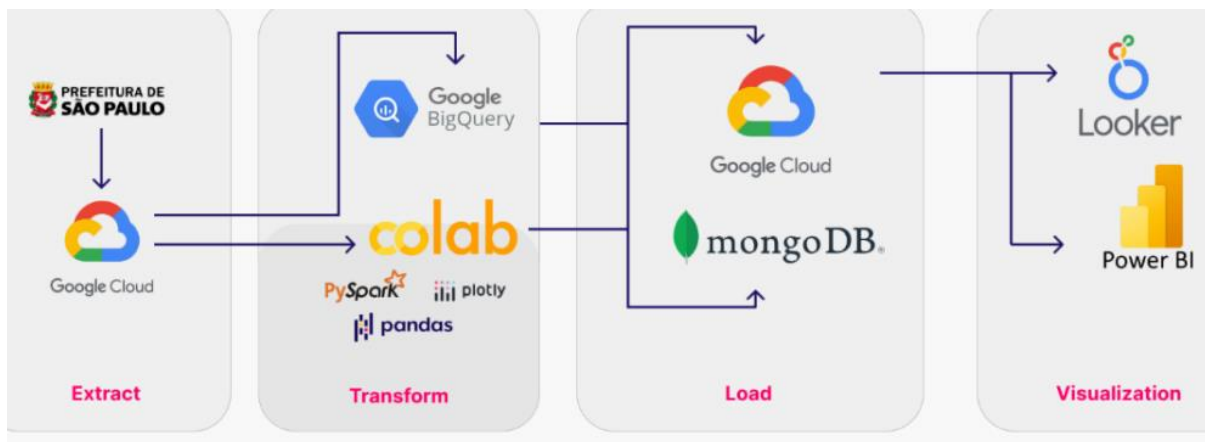 PREFEITURA DE
SÃO PAULO
Google Cloud
Extract
Google
BigQuery
colab
PySpark
plotly
pandas
Transform
Google Cloud
mongoDB.
Load
Looker
Power BI
Visualization